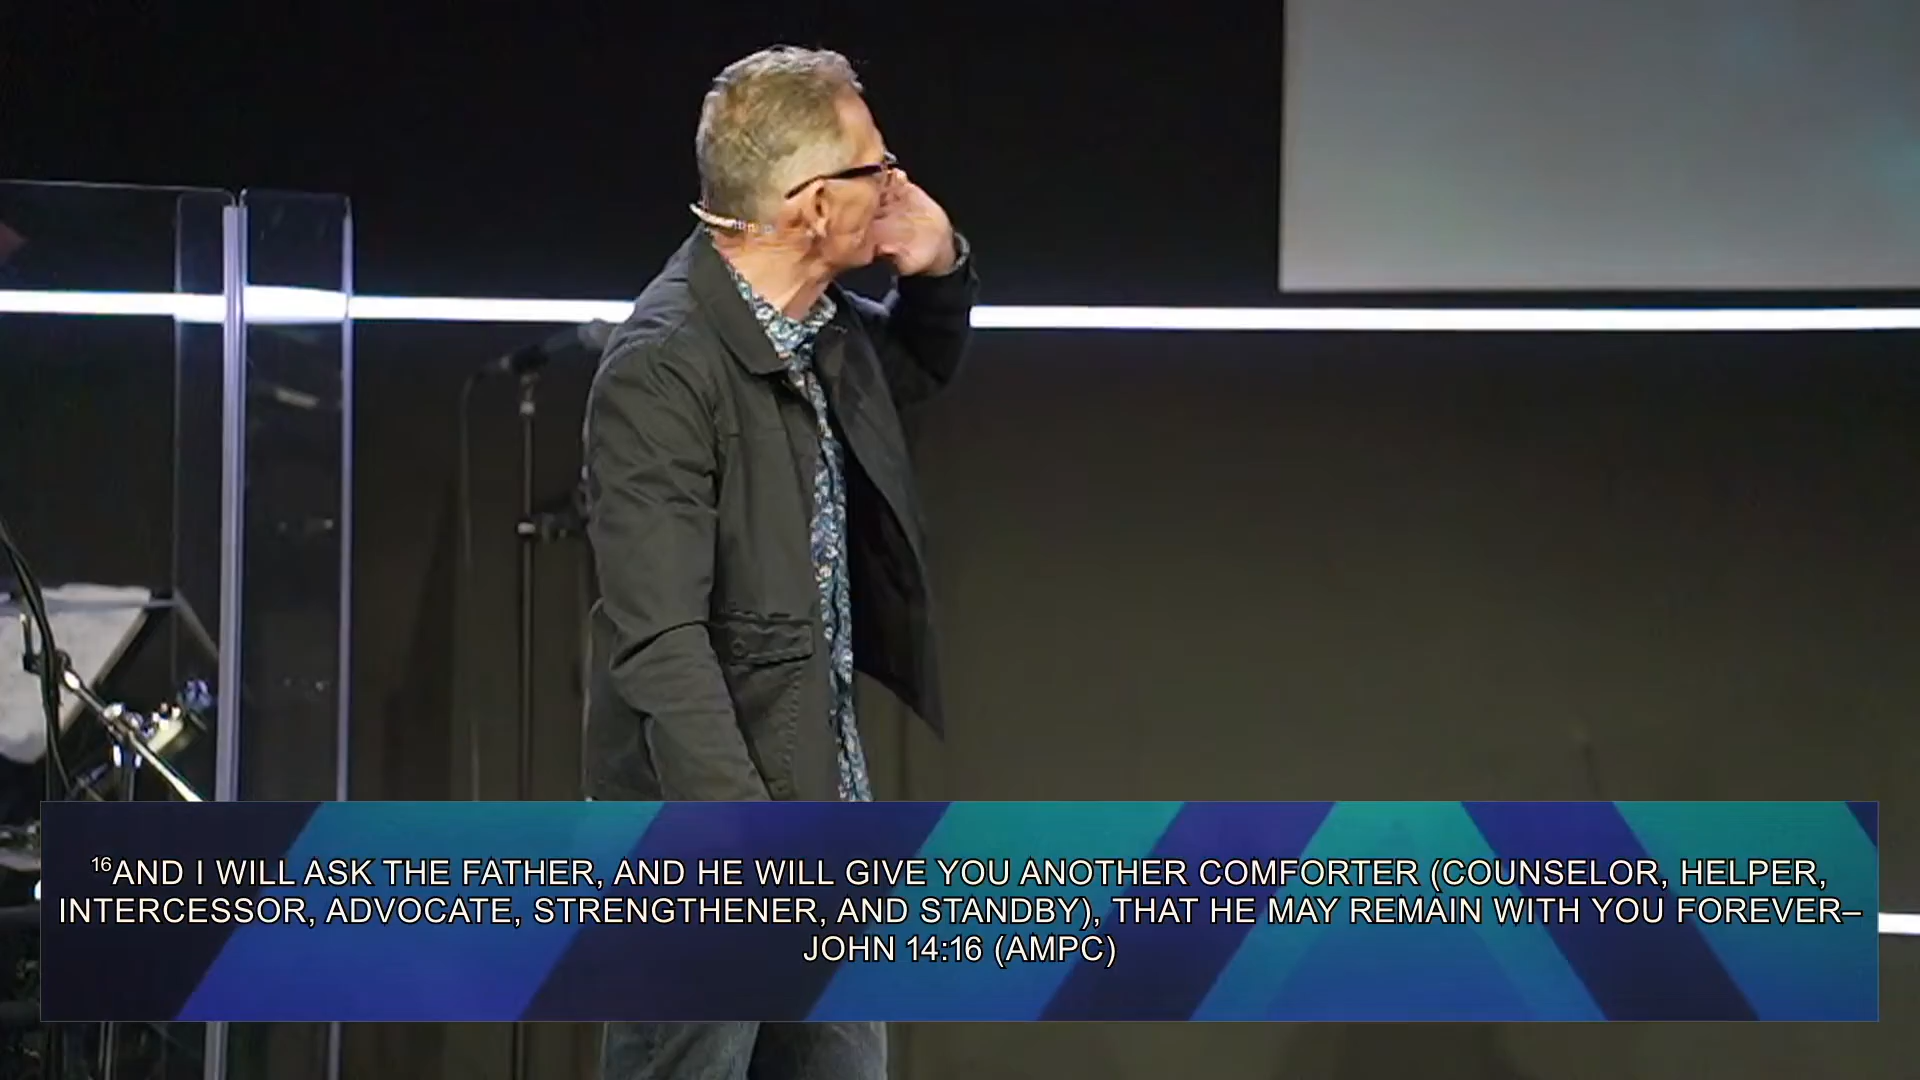 ¹⁶AND I WILL ASK THE FATHER, AND HE WILL GIVE YOU ANOTHER COMFORTER (COUNSELOR, HELPER,
INTERCESSOR, ADVOCATE, STRENGTHENER, AND STANDBY), THAT HE MAY REMAIN WITH YOU FOREVER–
JOHN 14:16 (AMPC)